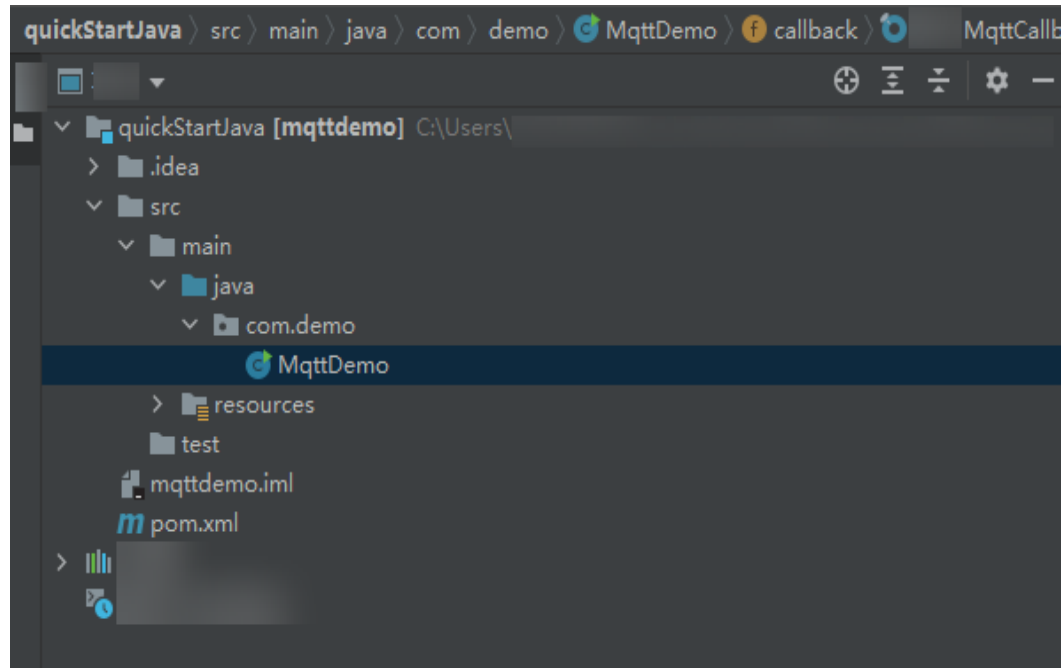 quickStartJava 〉 src 〉 main 〉 java 〉 com 〉 demo 〉 MqttDemo 〉 callback 〉 MqttCallb
quickStartJava [mqttdemo] C:\Users\
.idea
src
main
java
com.demo
MqttDemo
resources
test
mqttdemo.iml
pom.xml